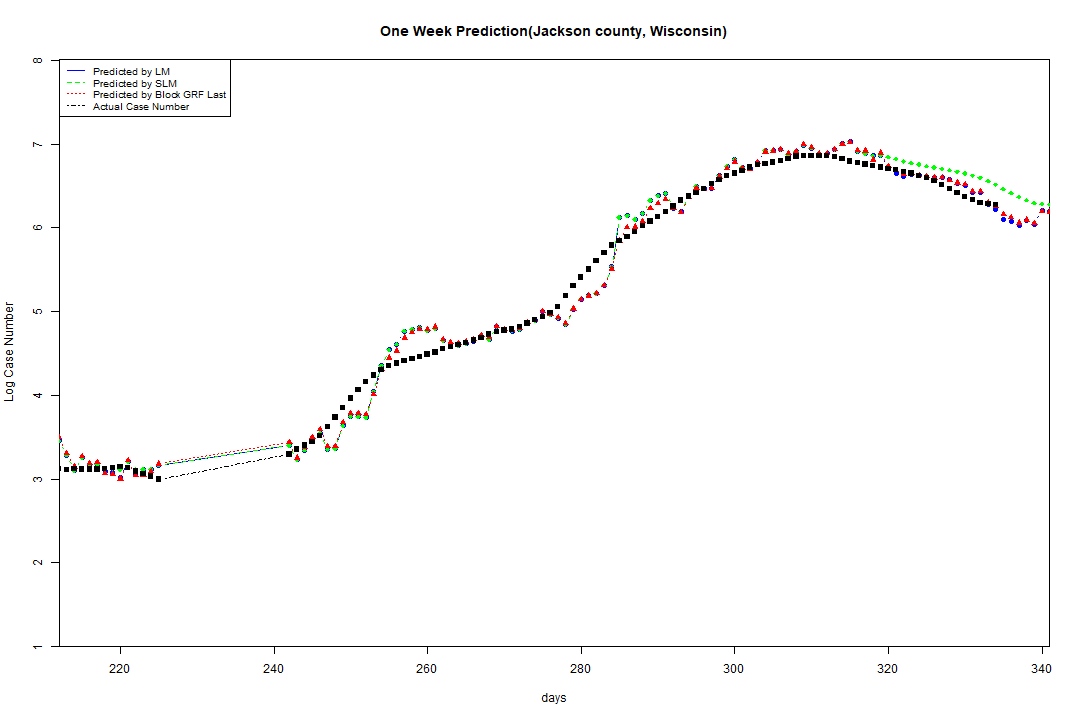 One Week Prediction(Jackson county, Wisconsin)
Predicted by LM
Predicted by SLM
Predicted by Block GRF Last
Actual Case Number
Log Case Number
8
7
6
5
4
3
2
1
220 240 260 280 300 320 340
days